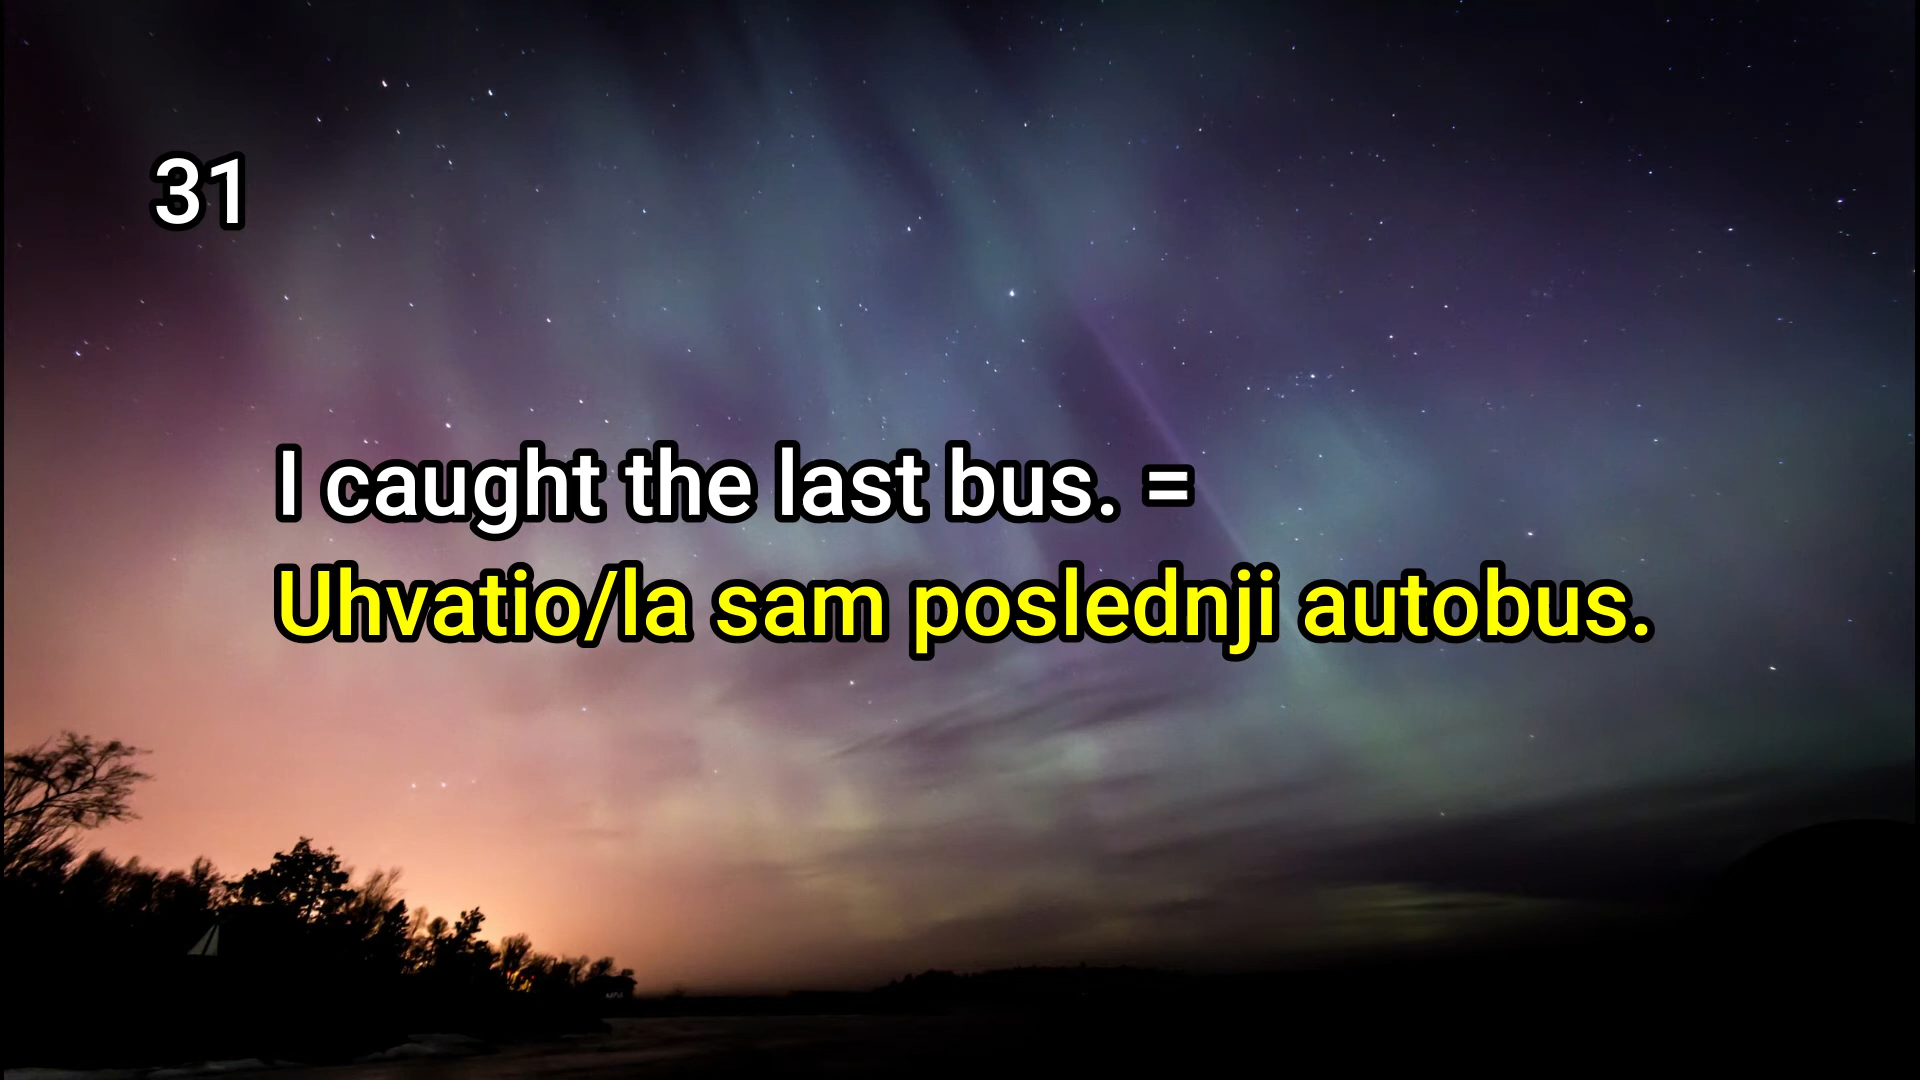 31
I caught the last bus. =
Uhvatio/la sam poslednji autobus.